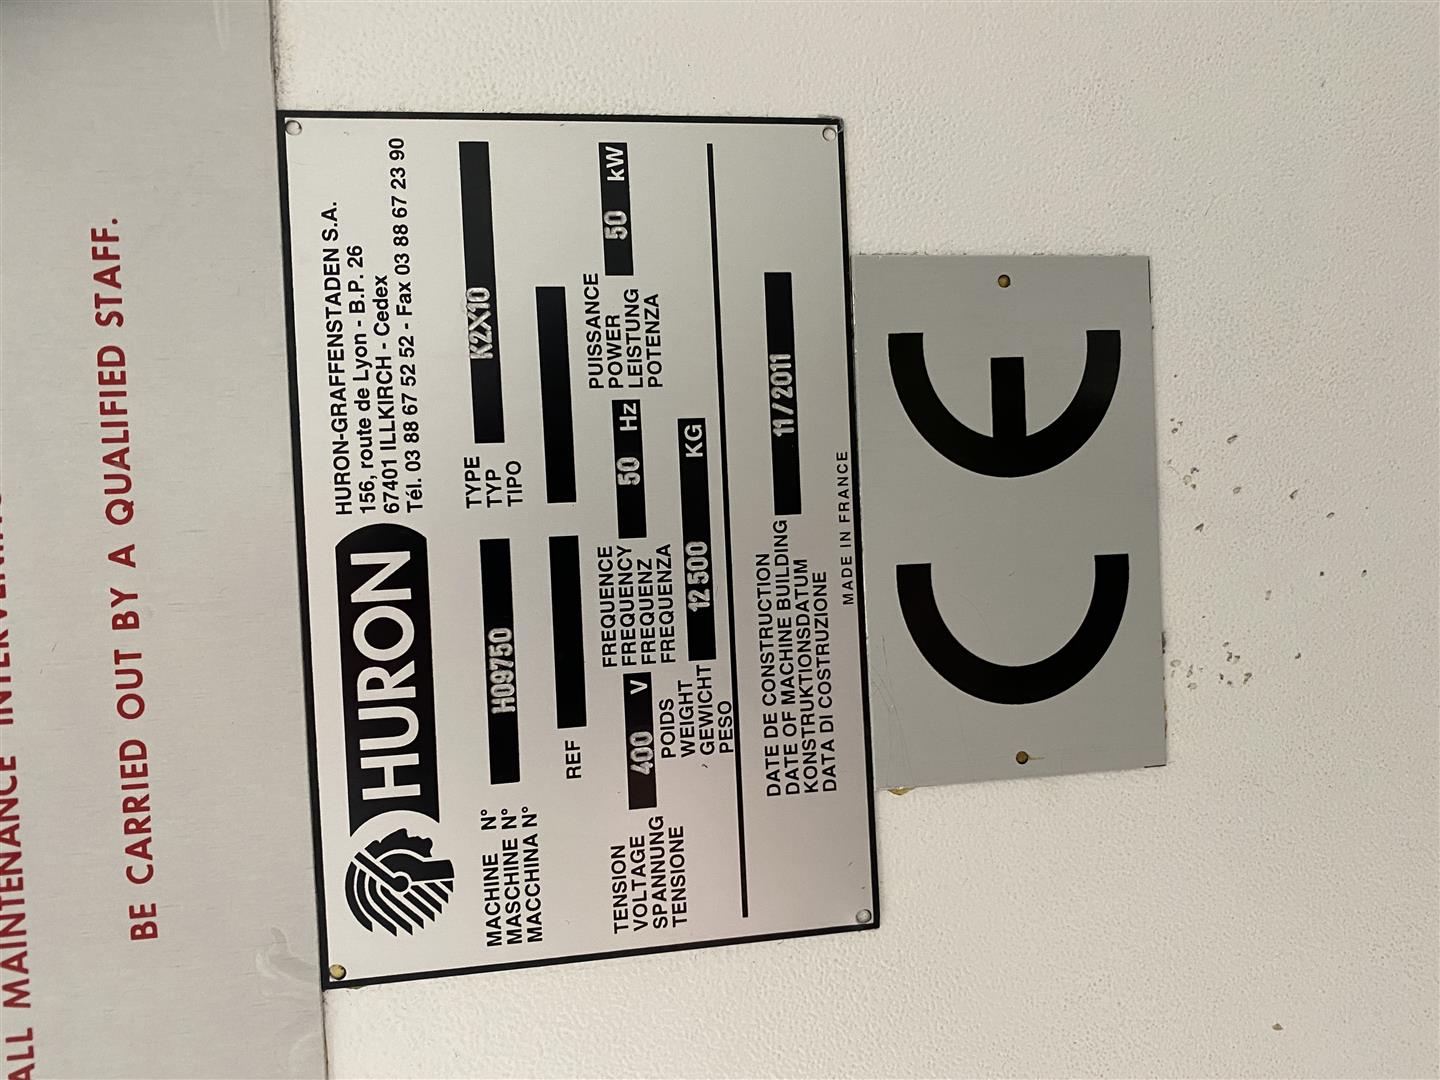 ALL MAINTENANCE
BE CARRIED OUT BY A QUALIFIED STAFF.
HURON
HURON-GRAFFENSTADEN S.A.
156, route de Lyon - B.P. 26
67401 ILLKIRCH - Cedex
Tél. 03 88 67 52 52 - Fax 03 88 67 23 90
MACHINE N°
MASCHINE N°
MACCHINA N°
H09750
TYPE
TYP
TIPO
K2X10
REF
TENSION
VOLTAGE
SPANNUNG
TENSIONE
400 V
FREQUENCE
FREQUENCY
FREQUENZ
FREQUENZA
50 Hz
PUISSANCE
POWER
LEISTUNG
POTENZA
50 kW
POIDS
WEIGHT
GEWICHT
PESO
12500 KG
DATE DE CONSTRUCTION
DATE OF MACHINE BUILDING
KONSTRUKTIONSDATUM
DATA DI COSTRUZIONE
11/2011
MADE IN FRANCE
CE